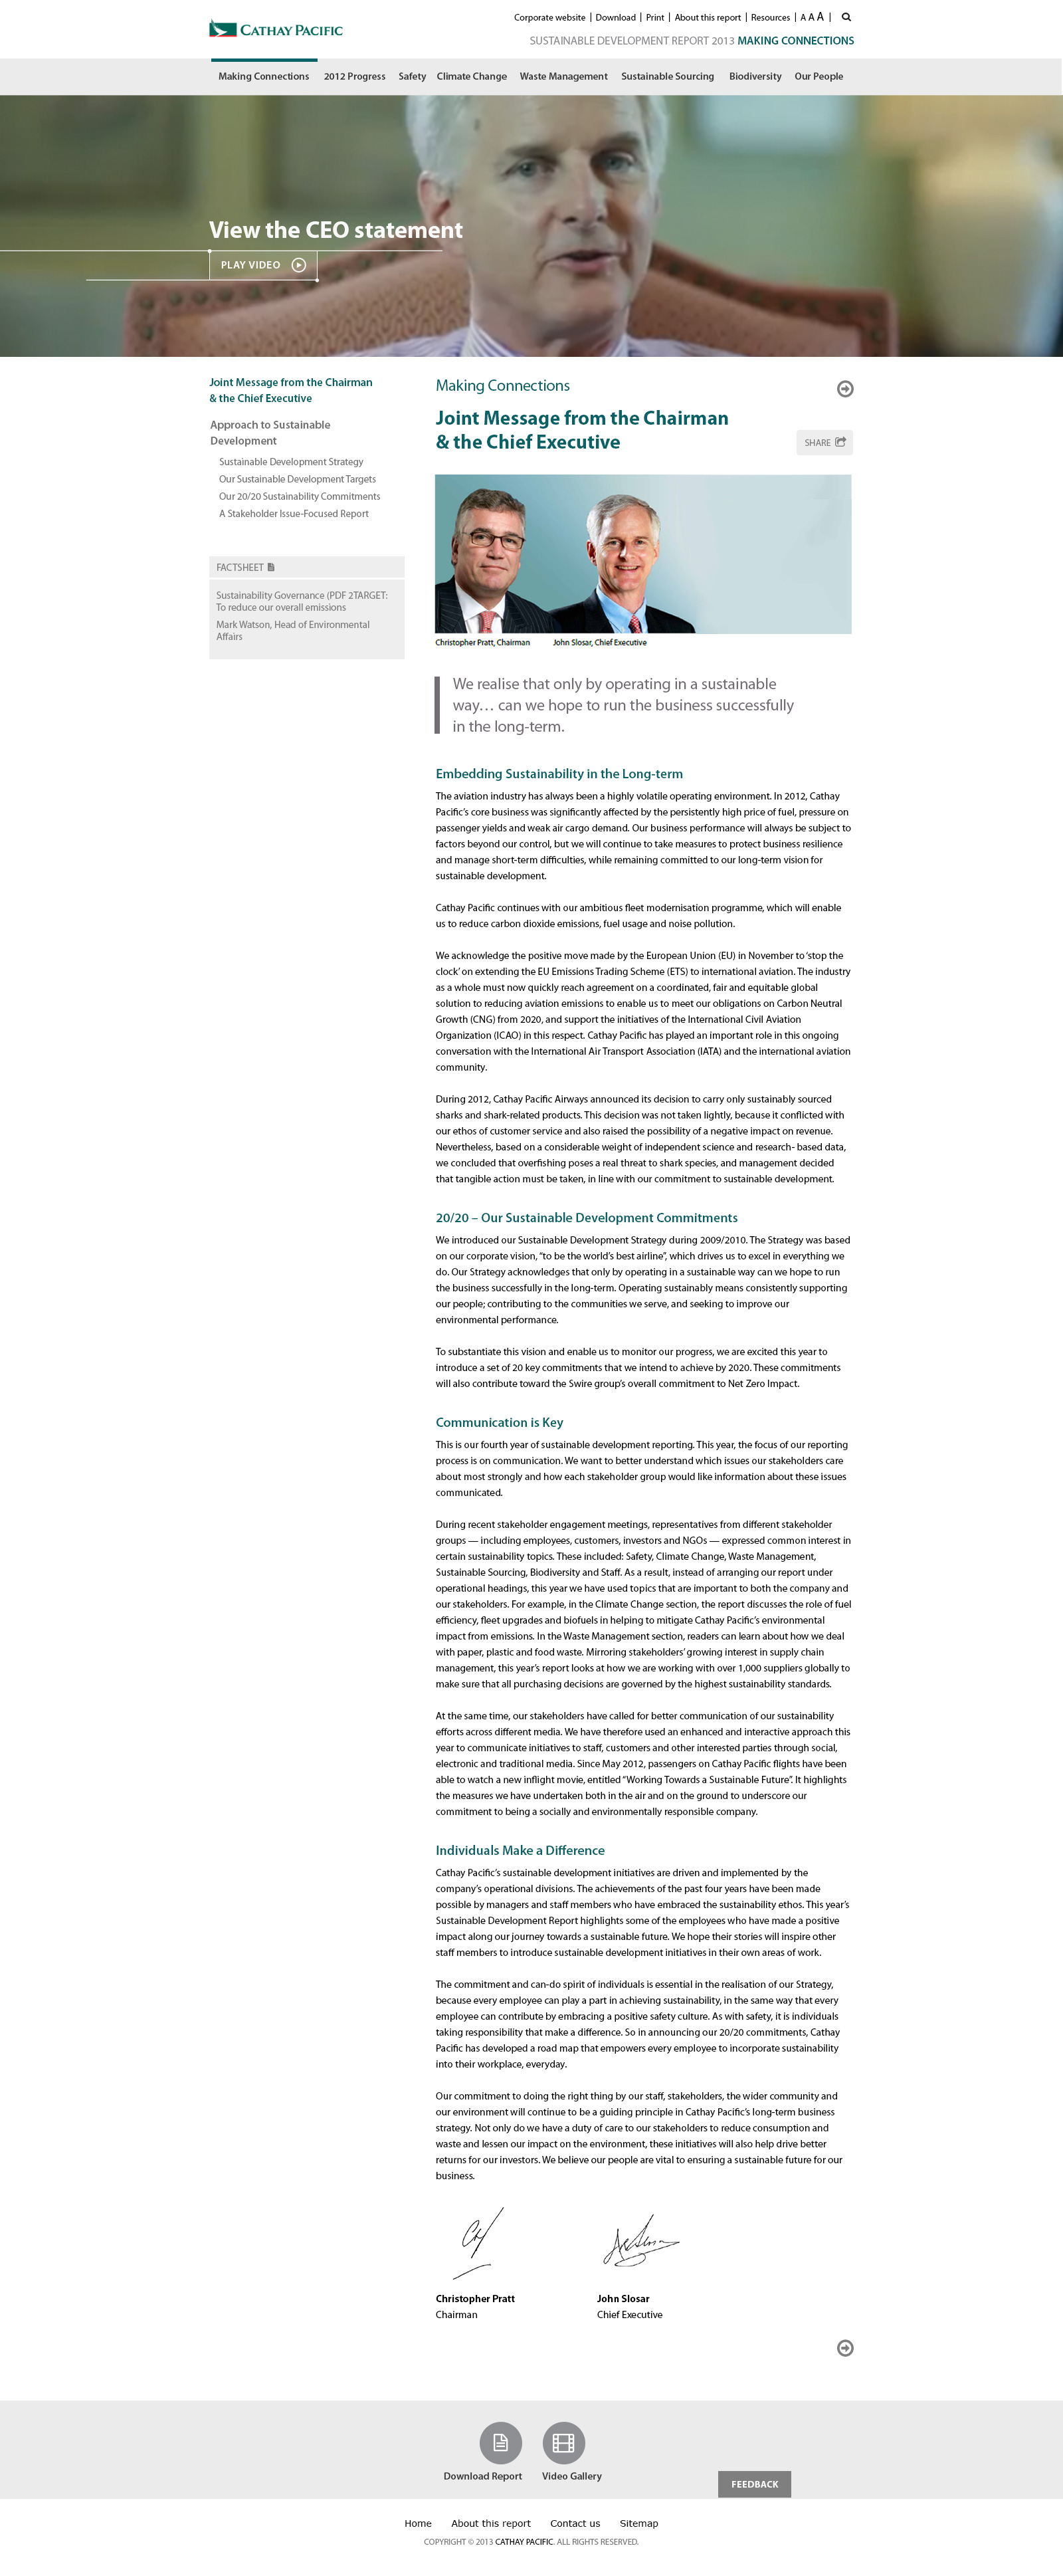 CATHAY PACIFIC
Corporate website | Download | Print | About this report | Resources | A A A |
SUSTAINABLE DEVELOPMENT REPORT 2013 MAKING CONNECTIONS
Making Connections 2012 Progress Safety Climate Change Waste Management Sustainable Sourcing Biodiversity Our People
View the CEO statement
PLAY VIDEO
Joint Message from the Chairman
& the Chief Executive
Approach to Sustainable
Development
Sustainable Development Strategy
Our Sustainable Development Targets
Our 20/20 Sustainability Commitments
A Stakeholder Issue-Focused Report
FACTSHEET
Sustainability Governance (PDF 2TARGET:
To reduce our overall emissions
Mark Watson, Head of Environmental
Affairs
Making Connections
Joint Message from the Chairman
& the Chief Executive
SHARE
Christopher Pratt, Chairman John Slosar, Chief Executive
We realise that only by operating in a sustainable
way… can we hope to run the business successfully
in the long-term.
Embedding Sustainability in the Long-term
The aviation industry has always been a highly volatile operating environment. In 2012, Cathay
Pacific’s core business was significantly affected by the persistently high price of fuel, pressure on
passenger yields and weak air cargo demand. Our business performance will always be subject to
factors beyond our control, but we will continue to take measures to protect business resilience
and manage short-term difficulties, while remaining committed to our long-term vision for
sustainable development.
Cathay Pacific continues with our ambitious fleet modernisation programme, which will enable
us to reduce carbon dioxide emissions, fuel usage and noise pollution.
We acknowledge the positive move made by the European Union (EU) in November to ‘stop the
clock’ on extending the EU Emissions Trading Scheme (ETS) to international aviation. The industry
as a whole must now quickly reach agreement on a coordinated, fair and equitable global
solution to reducing aviation emissions to enable us to meet our obligations on Carbon Neutral
Growth (CNG) from 2020, and support the initiatives of the International Civil Aviation
Organization (ICAO) in this respect. Cathay Pacific has played an important role in this ongoing
conversation with the International Air Transport Association (IATA) and the international aviation
community.
During 2012, Cathay Pacific Airways announced its decision to carry only sustainably sourced
sharks and shark-related products. This decision was not taken lightly, because it conflicted with
our ethos of customer service and also raised the possibility of a negative impact on revenue.
Nevertheless, based on a considerable weight of independent science and research- based data,
we concluded that overfishing poses a real threat to shark species, and management decided
that tangible action must be taken, in line with our commitment to sustainable development.
20/20 – Our Sustainable Development Commitments
We introduced our Sustainable Development Strategy during 2009/2010. The Strategy was based
on our corporate vision, “to be the world’s best airline”, which drives us to excel in everything we
do. Our Strategy acknowledges that only by operating in a sustainable way can we hope to run
the business successfully in the long-term. Operating sustainably means consistently supporting
our people; contributing to the communities we serve, and seeking to improve our
environmental performance.
To substantiate this vision and enable us to monitor our progress, we are excited this year to
introduce a set of 20 key commitments that we intend to achieve by 2020. These commitments
will also contribute toward the Swire group’s overall commitment to Net Zero Impact.
Communication is Key
This is our fourth year of sustainable development reporting. This year, the focus of our reporting
process is on communication. We want to better understand which issues our stakeholders care
about most strongly and how each stakeholder group would like information about these issues
communicated.
During recent stakeholder engagement meetings, representatives from different stakeholder
groups — including employees, customers, investors and NGOs — expressed common interest in
certain sustainability topics. These included: Safety, Climate Change, Waste Management,
Sustainable Sourcing, Biodiversity and Staff. As a result, instead of arranging our report under
operational headings, this year we have used topics that are important to both the company and
our stakeholders. For example, in the Climate Change section, the report discusses the role of fuel
efficiency, fleet upgrades and biofuels in helping to mitigate Cathay Pacific’s environmental
impact from emissions. In the Waste Management section, readers can learn about how we deal
with paper, plastic and food waste. Mirroring stakeholders’ growing interest in supply chain
management, this year’s report looks at how we are working with over 1,000 suppliers globally to
make sure that all purchasing decisions are governed by the highest sustainability standards.
At the same time, our stakeholders have called for better communication of our sustainability
efforts across different media. We have therefore used an enhanced and interactive approach this
year to communicate initiatives to staff, customers and other interested parties through social,
electronic and traditional media. Since May 2012, passengers on Cathay Pacific flights have been
able to watch a new inflight movie, entitled “Working Towards a Sustainable Future”. It highlights
the measures we have undertaken both in the air and on the ground to underscore our
commitment to being a socially and environmentally responsible company.
Individuals Make a Difference
Cathay Pacific’s sustainable development initiatives are driven and implemented by the
company’s operational divisions. The achievements of the past four years have been made
possible by managers and staff members who have embraced the sustainability ethos. This year’s
Sustainable Development Report highlights some of the employees who have made a positive
impact along our journey towards a sustainable future. We hope their stories will inspire other
staff members to introduce sustainable development initiatives in their own areas of work.
The commitment and can-do spirit of individuals is essential in the realisation of our Strategy,
because every employee can play a part in achieving sustainability, in the same way that every
employee can contribute by embracing a positive safety culture. As with safety, it is individuals
taking responsibility that make a difference. So in announcing our 20/20 commitments, Cathay
Pacific has developed a road map that empowers every employee to incorporate sustainability
into their workplace, everyday.
Our commitment to doing the right thing by our staff, stakeholders, the wider community and
our environment will continue to be a guiding principle in Cathay Pacific’s long-term business
strategy. Not only do we have a duty of care to our stakeholders to reduce consumption and
waste and lessen our impact on the environment, these initiatives will also help drive better
returns for our investors. We believe our people are vital to ensuring a sustainable future for our
business.
Christopher Pratt John Slosar
Chairman Chief Executive
Download Report Video Gallery
FEEDBACK
Home About this report Contact us Sitemap
COPYRIGHT © 2013 CATHAY PACIFIC. ALL RIGHTS RESERVED.